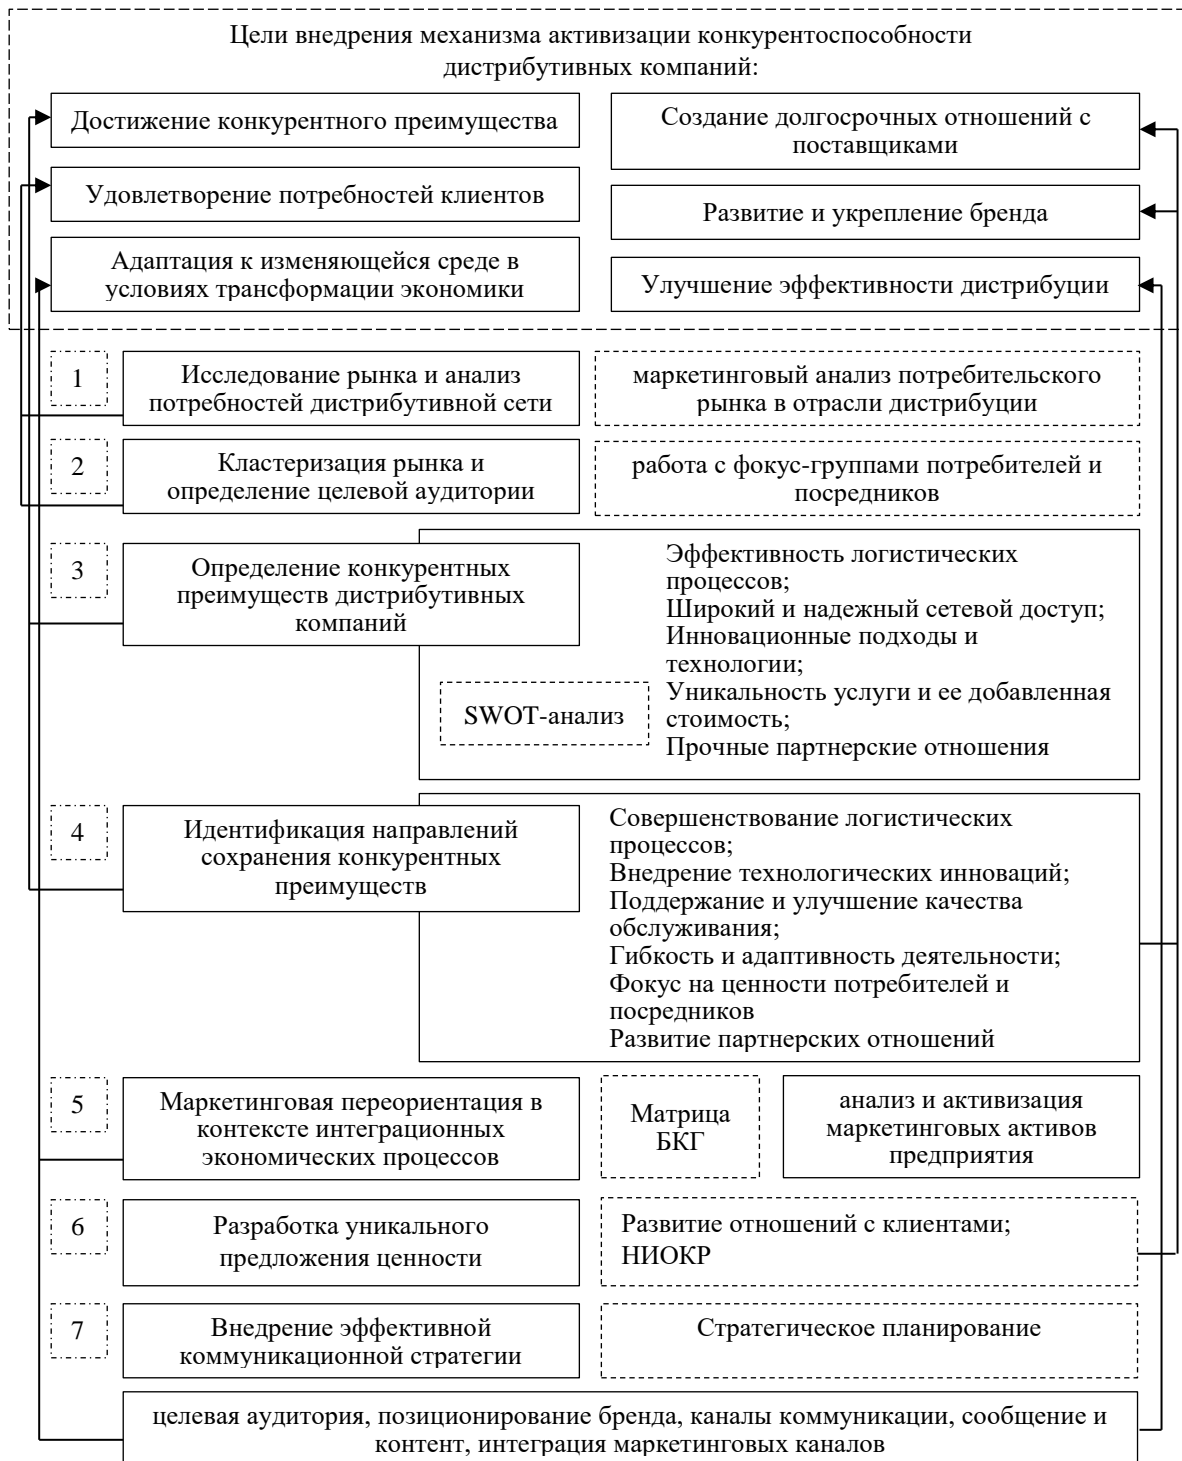 Цели внедрения механизма активизации конкурентоспособности
дистрибутивных компаний:
Достижение конкурентного преимущества
Создание долгосрочных отношений с
поставщиками
Удовлетворение потребностей клиентов
Развитие и укрепление бренда
Адаптация к изменяющейся среде в
условиях трансформации экономики
Улучшение эффективности дистрибуции
1
Исследование рынка и анализ
потребностей дистрибутивной сети
маркетинговый анализ потребительского
рынка в отрасли дистрибуции
2
Кластеризация рынка и
определение целевой аудитории
работа с фокус-группами потребителей и
посредников
3
Определение конкурентных
преимуществ дистрибутивных
компаний
SWOT-анализ
Эффективность логистических
процессов;
Широкий и надежный сетевой доступ;
Инновационные подходы и
технологии;
Уникальность услуги и ее добавленная
стоимость;
Прочные партнерские отношения
4
Идентификация направлений
сохранения конкурентных
преимуществ
Совершенствование логистических
процессов;
Внедрение технологических инноваций;
Поддержание и улучшение качества
обслуживания;
Гибкость и адаптивность деятельности;
Фокус на ценности потребителей и
посредников
Развитие партнерских отношений
5
Маркетинговая переориентация в
контексте интеграционных
экономических процессов
Матрица
БКГ
анализ и активизация
маркетинговых активов
предприятия
6
Разработка уникального
предложения ценности
Развитие отношений с клиентами;
НИОКР
7
Внедрение эффективной
коммуникационной стратегии
Стратегическое планирование
целевая аудитория, позиционирование бренда, каналы коммуникации, сообщение и
контент, интеграция маркетинговых каналов